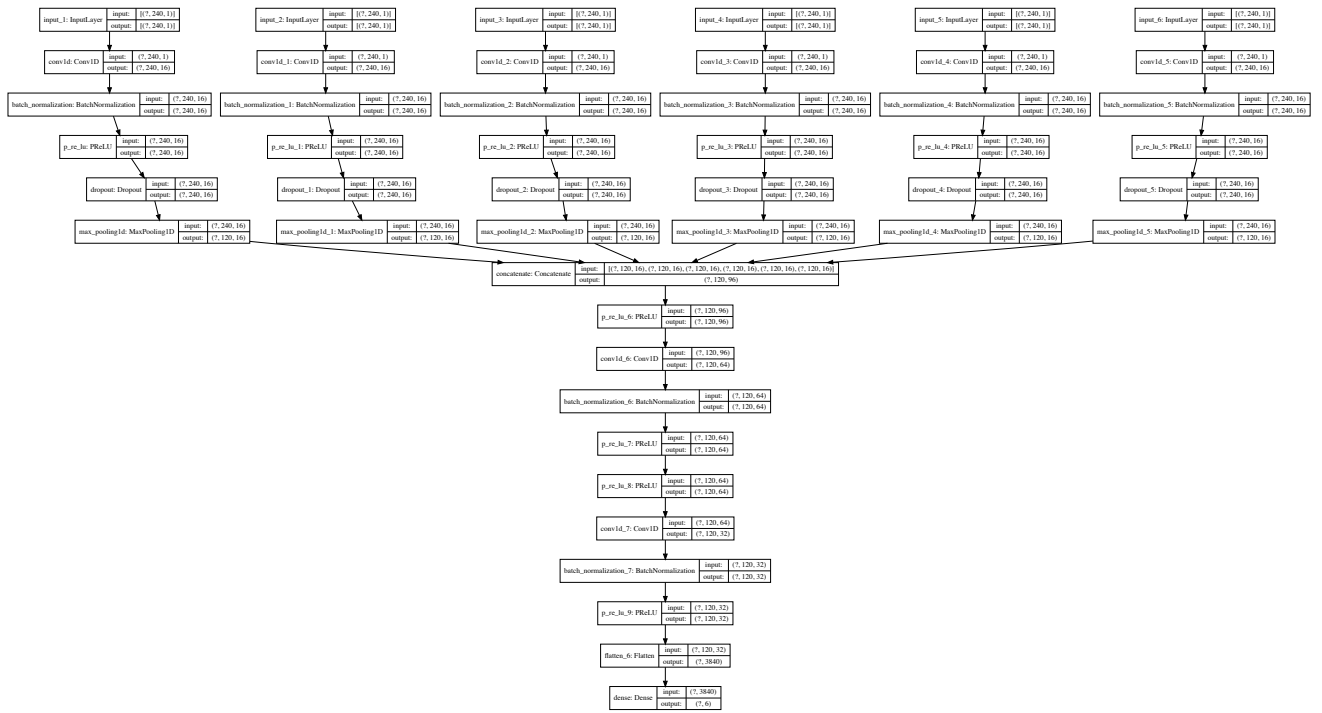 input_1: InputLayer input: [(?, 240, 1)] output: [(?, 240, 1)]
input_2: InputLayer input: [(?, 240, 1)] output: [(?, 240, 1)]
input_3: InputLayer input: [(?, 240, 1)] output: [(?, 240, 1)]
input_4: InputLayer input: [(?, 240, 1)] output: [(?, 240, 1)]
input_5: InputLayer input: [(?, 240, 1)] output: [(?, 240, 1)]
input_6: InputLayer input: [(?, 240, 1)] output: [(?, 240, 1)]
conv1d: Conv1D input: (?, 240, 1) output: (?, 240, 16)
conv1d_1: Conv1D input: (?, 240, 1) output: (?, 240, 16)
conv1d_2: Conv1D input: (?, 240, 1) output: (?, 240, 16)
conv1d_3: Conv1D input: (?, 240, 1) output: (?, 240, 16)
conv1d_4: Conv1D input: (?, 240, 1) output: (?, 240, 16)
conv1d_5: Conv1D input: (?, 240, 1) output: (?, 240, 16)
batch_normalization: BatchNormalization input: (?, 240, 16) output: (?, 240, 16)
batch_normalization_1: BatchNormalization input: (?, 240, 16) output: (?, 240, 16)
batch_normalization_2: BatchNormalization input: (?, 240, 16) output: (?, 240, 16)
batch_normalization_3: BatchNormalization input: (?, 240, 16) output: (?, 240, 16)
batch_normalization_4: BatchNormalization input: (?, 240, 16) output: (?, 240, 16)
batch_normalization_5: BatchNormalization input: (?, 240, 16) output: (?, 240, 16)
p_re_lu: PReLU input: (?, 240, 16) output: (?, 240, 16)
p_re_lu_1: PReLU input: (?, 240, 16) output: (?, 240, 16)
p_re_lu_2: PReLU input: (?, 240, 16) output: (?, 240, 16)
p_re_lu_3: PReLU input: (?, 240, 16) output: (?, 240, 16)
p_re_lu_4: PReLU input: (?, 240, 16) output: (?, 240, 16)
p_re_lu_5: PReLU input: (?, 240, 16) output: (?, 240, 16)
dropout: Dropout input: (?, 240, 16) output: (?, 240, 16)
dropout_1: Dropout input: (?, 240, 16) output: (?, 240, 16)
dropout_2: Dropout input: (?, 240, 16) output: (?, 240, 16)
dropout_3: Dropout input: (?, 240, 16) output: (?, 240, 16)
dropout_4: Dropout input: (?, 240, 16) output: (?, 240, 16)
dropout_5: Dropout input: (?, 240, 16) output: (?, 240, 16)
max_pooling1d: MaxPooling1D input: (?, 240, 16) output: (?, 120, 16)
max_pooling1d_1: MaxPooling1D input: (?, 240, 16) output: (?, 120, 16)
max_pooling1d_2: MaxPooling1D input: (?, 240, 16) output: (?, 120, 16)
max_pooling1d_3: MaxPooling1D input: (?, 240, 16) output: (?, 120, 16)
max_pooling1d_4: MaxPooling1D input: (?, 240, 16) output: (?, 120, 16)
max_pooling1d_5: MaxPooling1D input: (?, 240, 16) output: (?, 120, 16)
concatenate: Concatenate input: [(?, 120, 16), (?, 120, 16), (?, 120, 16), (?, 120, 16), (?, 120, 16), (?, 120, 16)] output: (?, 120, 96)
p_re_lu_6: PReLU input: (?, 120, 96) output: (?, 120, 96)
conv1d_6: Conv1D input: (?, 120, 96) output: (?, 120, 64)
batch_normalization_6: BatchNormalization input: (?, 120, 64) output: (?, 120, 64)
p_re_lu_7: PReLU input: (?, 120, 64) output: (?, 120, 64)
p_re_lu_8: PReLU input: (?, 120, 64) output: (?, 120, 64)
conv1d_7: Conv1D input: (?, 120, 64) output: (?, 120, 32)
batch_normalization_7: BatchNormalization input: (?, 120, 32) output: (?, 120, 32)
p_re_lu_9: PReLU input: (?, 120, 32) output: (?, 120, 32)
flatten_6: Flatten input: (?, 120, 32) output: (?, 3840)
dense: Dense input: (?, 3840) output: (?, 6)